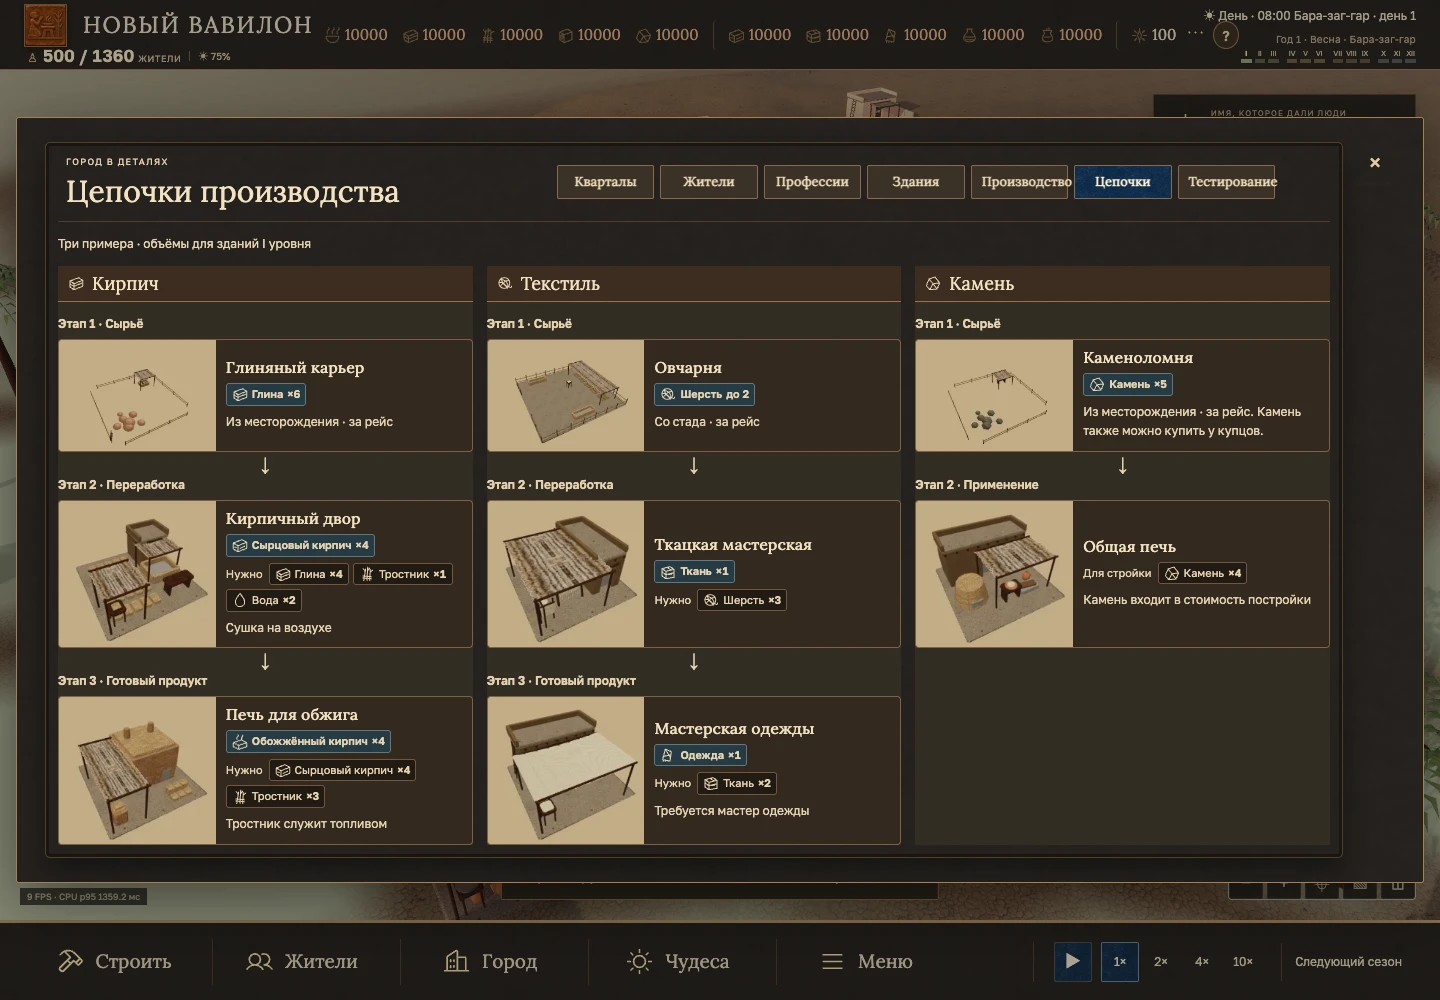 НОВЫЙ ВАВИЛОН
10000 10000 10000 10000 10000 10000 10000 10000 10000 10000 100 ··· ?
День · 08:00 Бара-заг-гар · день 1
Год 1 · Весна · Бара-заг-гар
I II III IV V VI VII VIII IX X XI XII
500 / 1360 ЖИТЕЛИ 75%
ИМЯ, КОТОРОЕ ДАЛИ ЛЮДИ
ГОРОД В ДЕТАЛЯХ
Цепочки производства
Кварталы Жители Профессии Здания Производство Цепочки Тестирование
×
Три примера · объёмы для зданий I уровня
Кирпич
Этап 1 · Сырьё
Глиняный карьер
Глина ×6
Из месторождения · за рейс
↓
Этап 2 · Переработка
Кирпичный двор
Сырцовый кирпич ×4
Нужно Глина ×4 Тростник ×1
Вода ×2
Сушка на воздухе
↓
Этап 3 · Готовый продукт
Печь для обжига
Обожжённый кирпич ×4
Нужно Сырцовый кирпич ×4
Тростник ×3
Тростник служит топливом
Текстиль
Этап 1 · Сырьё
Овчарня
Шерсть до 2
Со стада · за рейс
↓
Этап 2 · Переработка
Ткацкая мастерская
Ткань ×1
Нужно Шерсть ×3
↓
Этап 3 · Готовый продукт
Мастерская одежды
Одежда ×1
Нужно Ткань ×2
Требуется мастер одежды
Камень
Этап 1 · Сырьё
Каменоломня
Камень ×5
Из месторождения · за рейс. Камень
также можно купить у купцов.
↓
Этап 2 · Применение
Общая печь
Для стройки Камень ×4
Камень входит в стоимость постройки
9 FPS · CPU p95 1359.2 мс
Строить Жители Город Чудеса Меню 1× 2× 4× 10× Следующий сезон